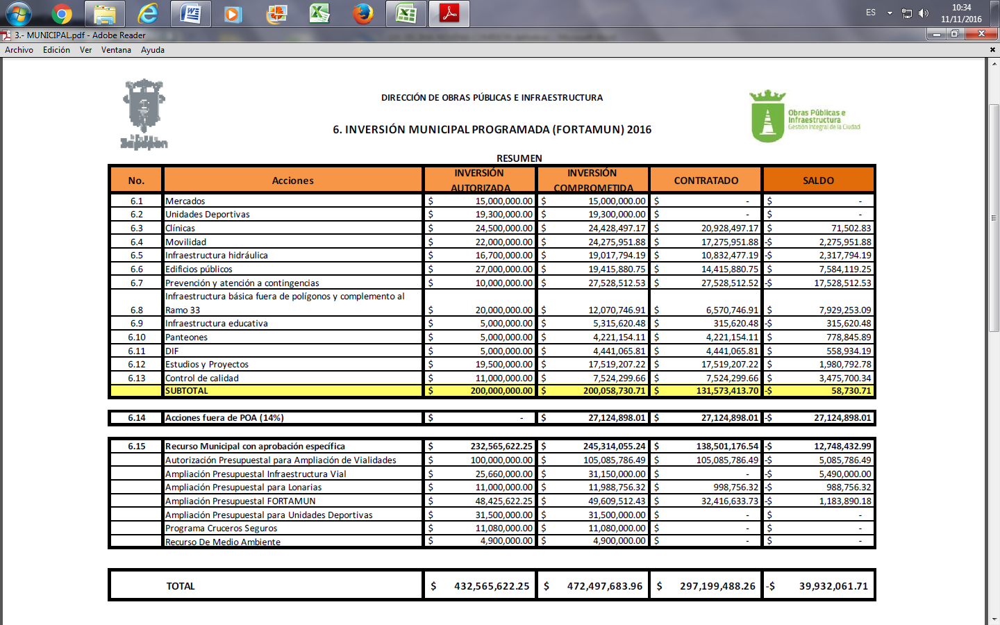 ES
10:34
11/11/2016
3.- MUNICIPAL.pdf - Adobe Reader
Archivo Edición Ver Ventana Ayuda
Zapopan
DIRECCIÓN DE OBRAS PÚBLICAS E INFRAESTRUCTURA
6. INVERSIÓN MUNICIPAL PROGRAMADA (FORTAMUN) 2016
Obras Públicas e
Infraestructura
Gestión Integral de la Ciudad
RESUMEN
No. Acciones INVERSIÓN AUTORIZADA INVERSIÓN COMPROMETIDA CONTRATADO SALDO
6.1 Mercados $ 15,000,000.00 $ 15,000,000.00 $ - $ -
6.2 Unidades Deportivas $ 19,300,000.00 $ 19,300,000.00 $ - $ -
6.3 Clínicas $ 24,500,000.00 $ 24,428,497.17 $ 20,928,497.17 $ 71,502.83
6.4 Movilidad $ 22,000,000.00 $ 24,275,951.88 $ 17,275,951.88 -$ 2,275,951.88
6.5 Infraestructura hidráulica $ 16,700,000.00 $ 19,017,794.19 $ 10,832,477.19 -$ 2,317,794.19
6.6 Edificios públicos $ 27,000,000.00 $ 19,415,880.75 $ 14,415,880.75 $ 7,584,119.25
6.7 Prevención y atención a contingencias $ 10,000,000.00 $ 27,528,512.53 $ 27,528,512.52 -$ 17,528,512.53
Infraestructura básica fuera de polígonos y complemento al
6.8 Ramo 33 $ 20,000,000.00 $ 12,070,746.91 $ 6,570,746.91 $ 7,929,253.09
6.9 Infraestructura educativa $ 5,000,000.00 $ 5,315,620.48 $ 315,620.48 -$ 315,620.48
6.10 Panteones $ 5,000,000.00 $ 4,221,154.11 $ 4,221,154.11 $ 778,845.89
6.11 DIF $ 5,000,000.00 $ 4,441,065.81 $ 4,441,065.81 $ 558,934.19
6.12 Estudios y Proyectos $ 19,500,000.00 $ 17,519,207.22 $ 17,519,207.22 $ 1,980,792.78
6.13 Control de calidad $ 11,000,000.00 $ 7,524,299.66 $ 7,524,299.66 $ 3,475,700.34
SUBTOTAL $ 200,000,000.00 $ 200,058,730.71 $ 131,573,413.70 -$ 58,730.71
6.14 Acciones fuera de POA (14%) $ - $ 27,124,898.01 $ 27,124,898.01 -$ 27,124,898.01
6.15 Recurso Municipal con aprobación específica $ 232,565,622.25 $ 245,314,055.24 $ 138,501,176.54 -$ 12,748,432.99
Autorización Presupuestal para Ampliación de Vialidades $ 100,000,000.00 $ 105,085,786.49 $ 105,085,786.49 -$ 5,085,786.49
Ampliación Presupuestal Infraestructura Vial $ 25,660,000.00 $ 31,150,000.00 $ - -$ 5,490,000.00
Ampliación Presupuestal para Lonarias $ 11,000,000.00 $ 11,988,756.32 $ 998,756.32 -$ 988,756.32
Ampliación Presupuestal FORTAMUN $ 48,425,622.25 $ 49,609,512.43 $ 32,416,633.73 -$ 1,183,890.18
Ampliación Presupuestal para Unidades Deportivas $ 31,500,000.00 $ 31,500,000.00 $ - $ -
Programa Cruceros Seguros $ 11,080,000.00 $ 11,080,000.00 $ - $ -
Recurso De Medio Ambiente $ 4,900,000.00 $ 4,900,000.00 $ - $ -
TOTAL $ 432,565,622.25 $ 472,497,683.96 $ 297,199,488.26 -$ 39,932,061.71